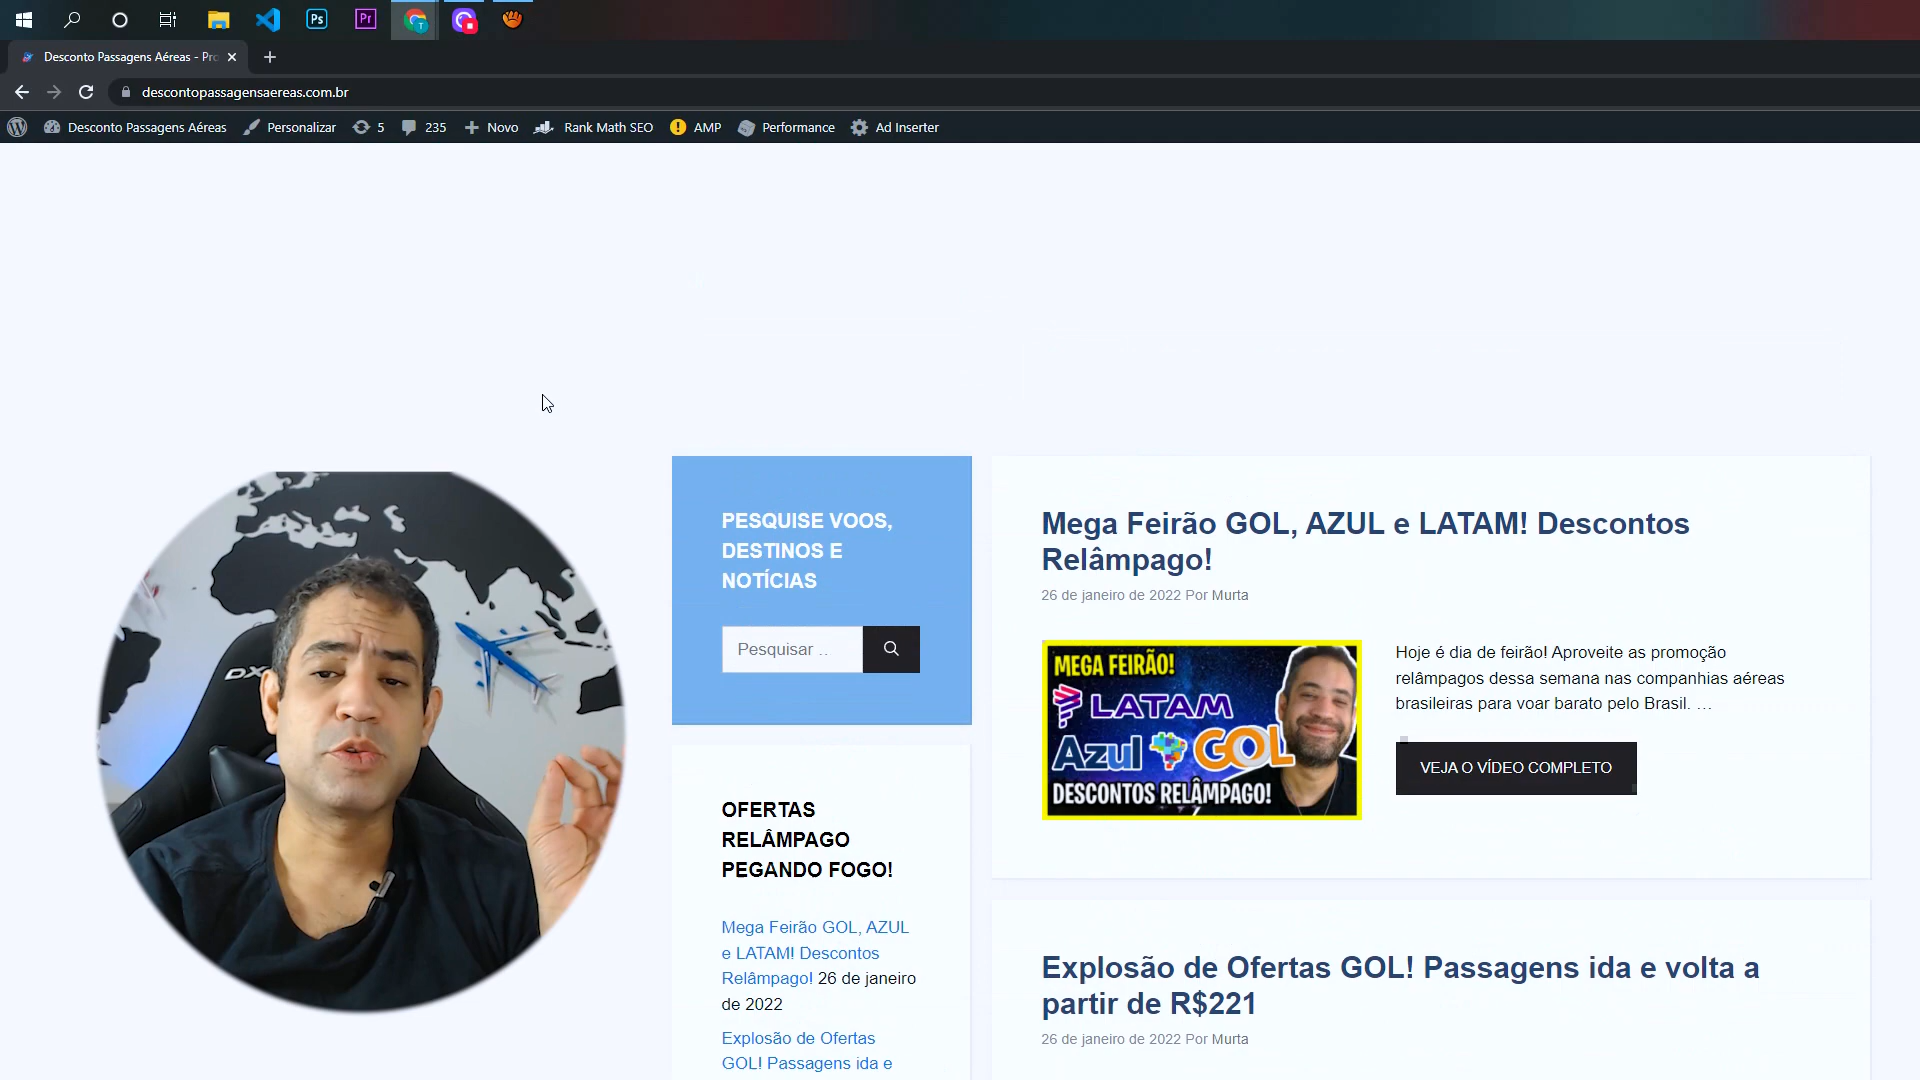 Ps
Pr
T
Desconto Passagens Aéreas - Pro
descontopassagensaereas.com.br
Desconto Passagens Aéreas
Personalizar
5
235
Novo
Rank Math SEO
AMP
Performance
Ad Inserter
DX
PESQUISE VOOS,
DESTINOS E
NOTÍCIAS
Pesquisar ..
OFERTAS
RELÂMPAGO
PEGANDO FOGO!
Mega Feirão GOL, AZUL
e LATAM! Descontos
Relâmpago! 26 de janeiro
de 2022
Explosão de Ofertas
GOL! Passagens ida e
Mega Feirão GOL, AZUL e LATAM! Descontos
Relâmpago!
26 de janeiro de 2022 Por Murta
MEGA FEIRÃO!
LATAM
Azul GOL
DESCONTOS RELÂMPAGO!
Hoje é dia de feirão! Aproveite as promoção
relâmpagos dessa semana nas companhias aéreas
brasileiras para voar barato pelo Brasil. …
VEJA O VÍDEO COMPLETO
Explosão de Ofertas GOL! Passagens ida e volta a
partir de R$221
26 de janeiro de 2022 Por Murta